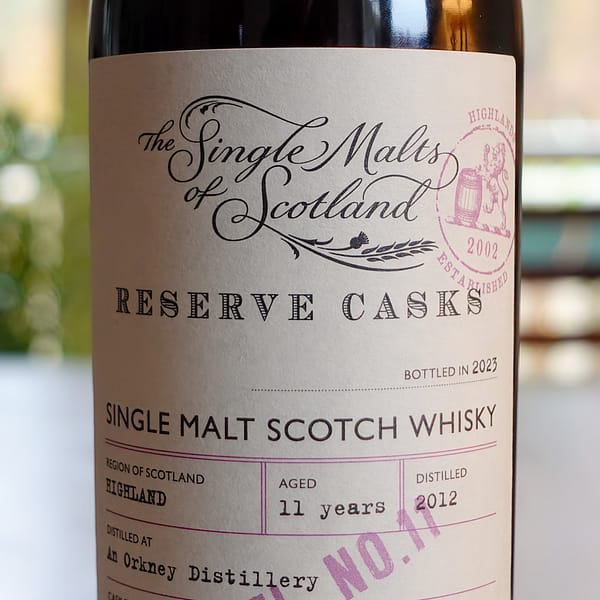 The Single Malts
of Scotland
HIGHLAND
2002
ESTABLISHED
RESERVE CASKS
BOTTLED IN 2023
SINGLE MALT SCOTCH WHISKY
REGION OF SCOTLAND
HIGHLAND
AGED
11 years
DISTILLED
2012
DISTILLED AT
An Orkney Distillery
NO.11